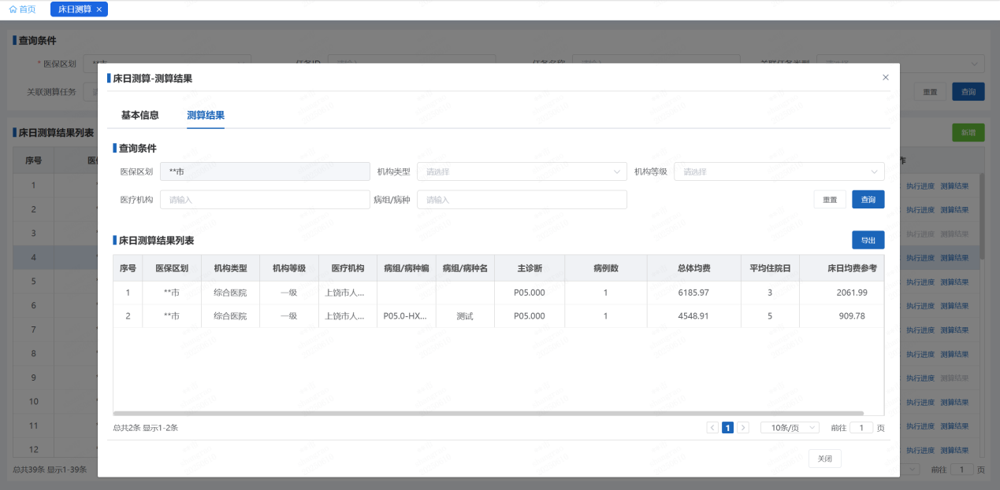 首页 床日测算 ×
查询条件
* 医保区划 **市 任务ID 请输入 任务名称 请输入 关联任务类型 请选择
关联测算任务 重置 查询
床日测算结果列表 新增
序号
1 执行进度 测算结果
2 执行进度 测算结果
3 执行进度 测算结果
4 执行进度 测算结果
5 执行进度 测算结果
6 执行进度 测算结果
7 执行进度 测算结果
8 执行进度 测算结果
9 执行进度 测算结果
10 执行进度 测算结果
11 执行进度 测算结果
12 执行进度 测算结果
总共39条 显示1-39条 前往 1 页
床日测算-测算结果 ×
基本信息 测算结果
查询条件
医保区划 **市 机构类型 请选择 机构等级 请选择
医疗机构 请输入 病组/病种 请输入 重置 查询
床日测算结果列表 导出
序号 医保区划 机构类型 机构等级 医疗机构 病组/病种编 病组/病种名 主诊断 病例数 总体均费 平均住院日 床日均费参考
1 **市 综合医院 一级 上饶市人... P05.000 1 6185.97 3 2061.99
2 **市 综合医院 一级 上饶市人... P05.0-HX... 测试 P05.000 1 4548.91 5 909.78
总共2条 显示1-2条 < 1 > 10条/页 前往 1 页
关闭